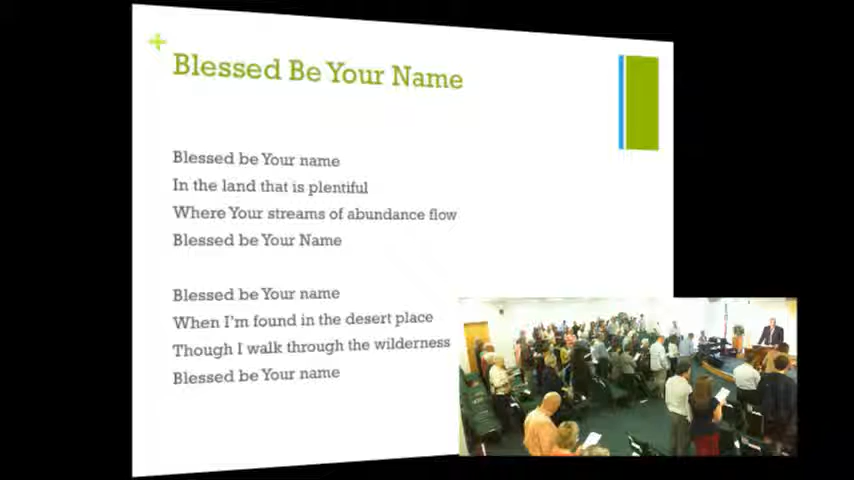 Blessed Be Your Name
Blessed be Your name
In the land that is plentiful
Where Your streams of abundance flow
Blessed be Your Name
Blessed be Your name
When I'm found in the desert place
Though I walk through the wilderness
Blessed be Your name